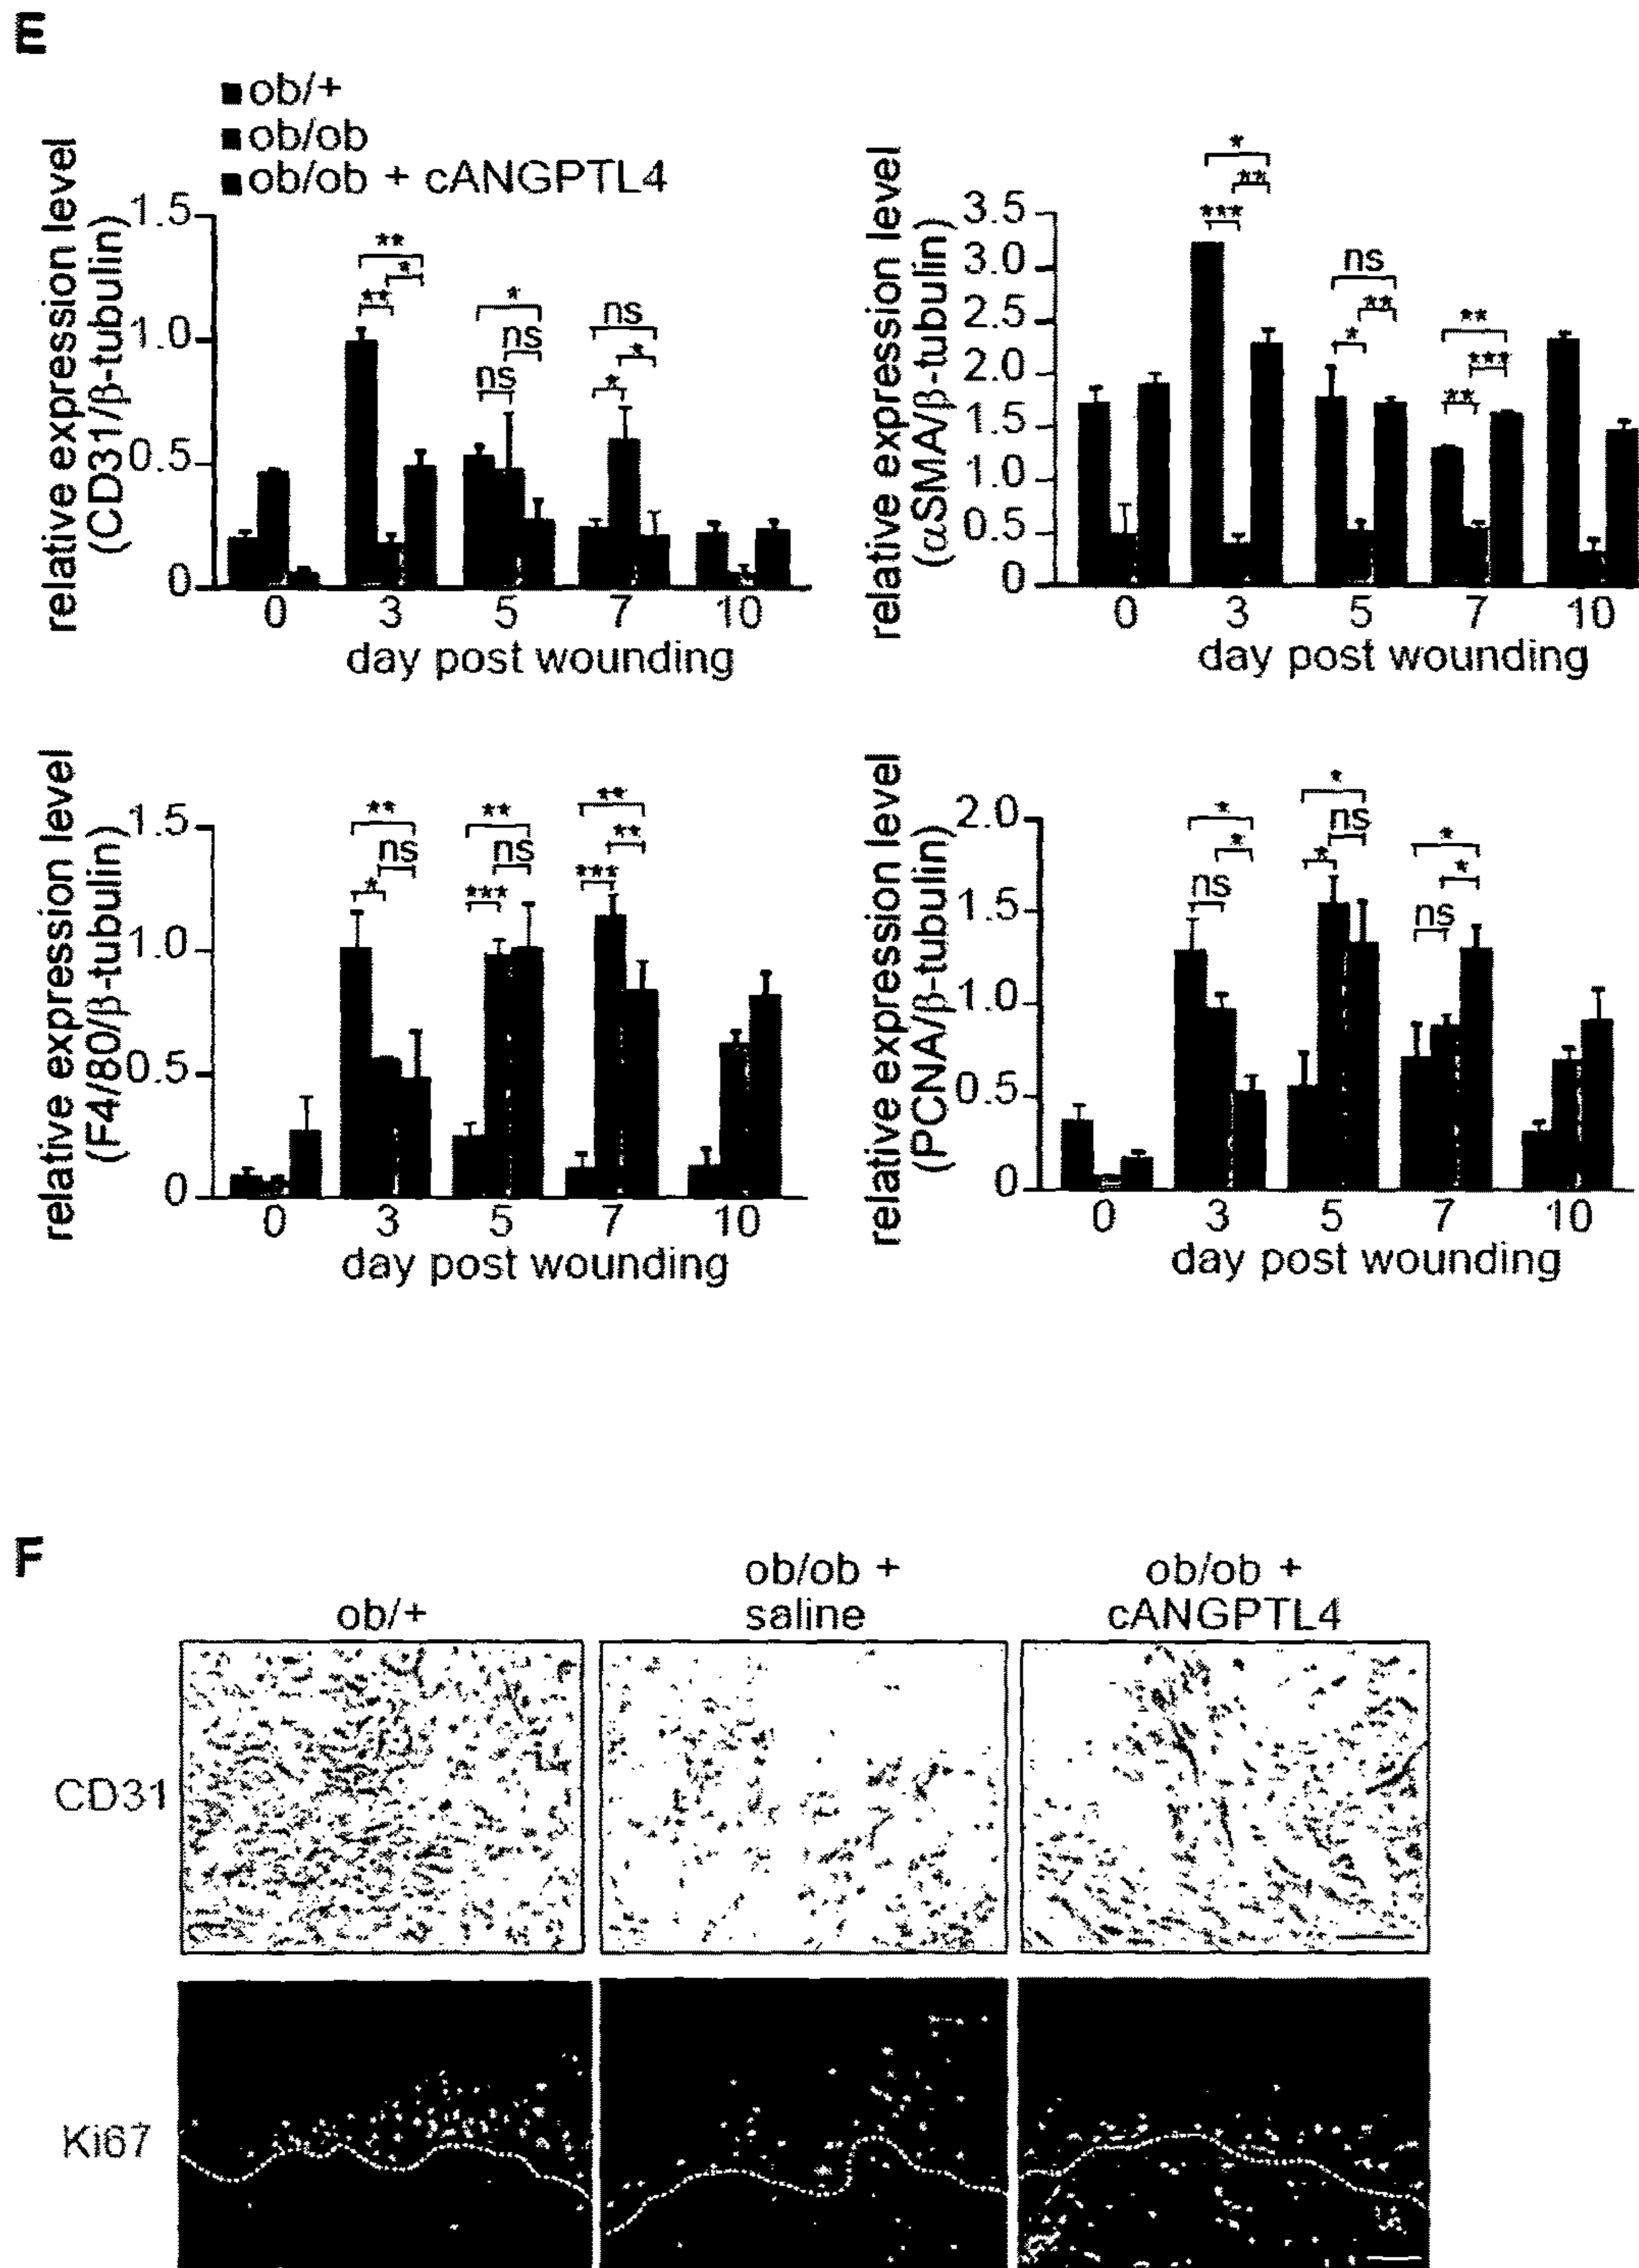 E
ob/+
ob/ob
ob/ob + cANGPTL4
relative expression level
(CD31/β-tubulin)
1.5
1.0
0.5
0
**
*
**
*
ns
ns
ns
*
*
0 3 5 7 10
day post wounding
relative expression level
(αSMA/β-tubulin)
3.5
3.0
2.5
2.0
1.5
1.0
0.5
0
*
**
***
ns
**
*
**
***
**
0 3 5 7 10
day post wounding
relative expression level
(F4/80/β-tubulin)
1.5
1.0
0.5
0
**
ns
*
**
ns
***
**
**
***
0 3 5 7 10
day post wounding
relative expression level
(PCNA/β-tubulin)
2.0
1.5
1.0
0.5
0
*
*
ns
*
ns
*
*
*
ns
0 3 5 7 10
day post wounding
F
ob/+
ob/ob +
saline
ob/ob +
cANGPTL4
CD31
Ki67